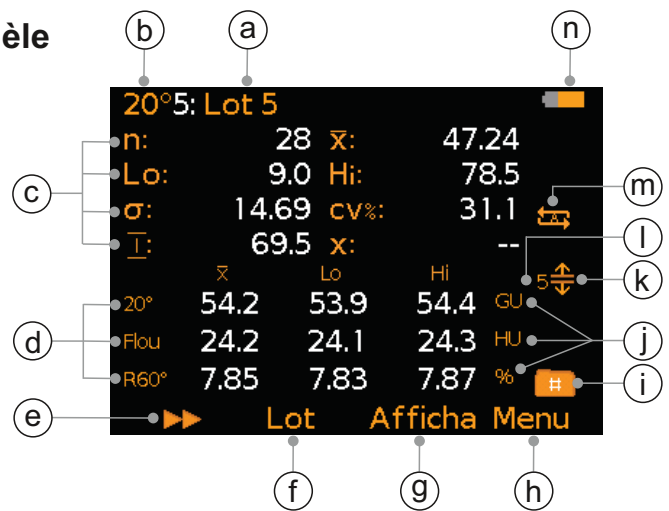 èle
b a n
20°5: Lot 5
n: 28 x̅: 47.24
Lo: 9.0 Hi: 78.5
c m
σ: 14.69 cv%: 31.1
A
l
I: 69.5 x: --
x̅ Lo Hi 5 k
20° 54.2 53.9 54.4 GU
d Flou 24.2 24.1 24.3 HU j
R60° 7.85 7.83 7.87 % # i
e Lot Afficha Menu
f g h